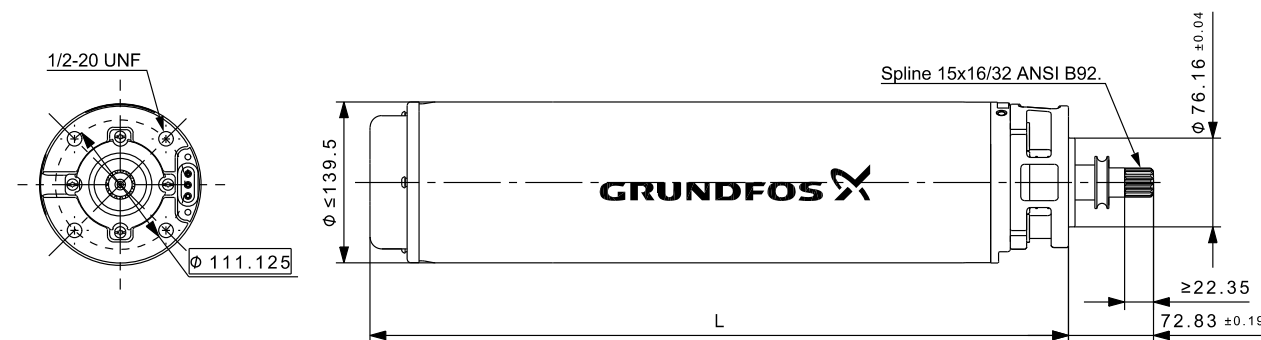 1/2-20 UNF
Φ 111.125
Φ ≤139.5
GRUNDFOS
L
Spline 15x16/32 ANSI B92.
Φ 76.16 ±0.04
≥22.35
72.83 ±0.19